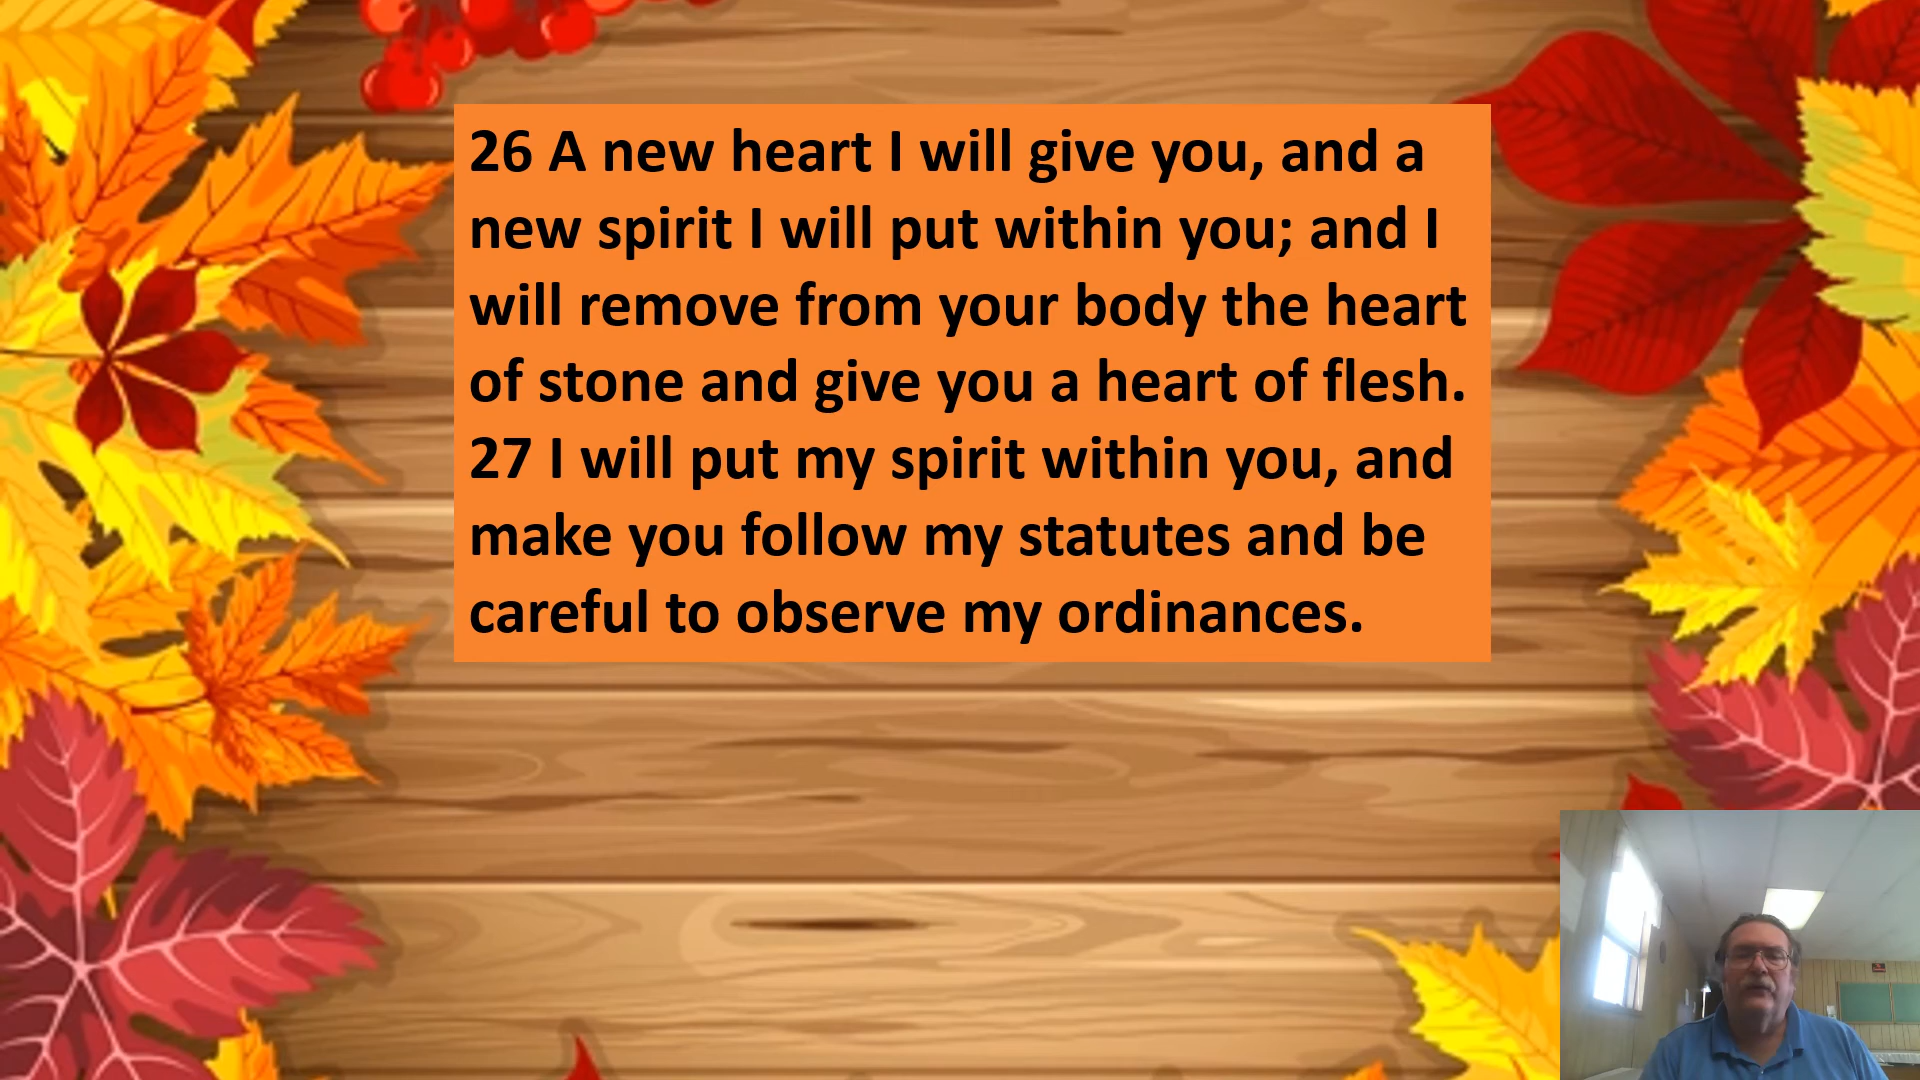 26 A new heart I will give you, and a
new spirit I will put within you; and I
will remove from your body the heart
of stone and give you a heart of flesh.
27 I will put my spirit within you, and
make you follow my statutes and be
careful to observe my ordinances.